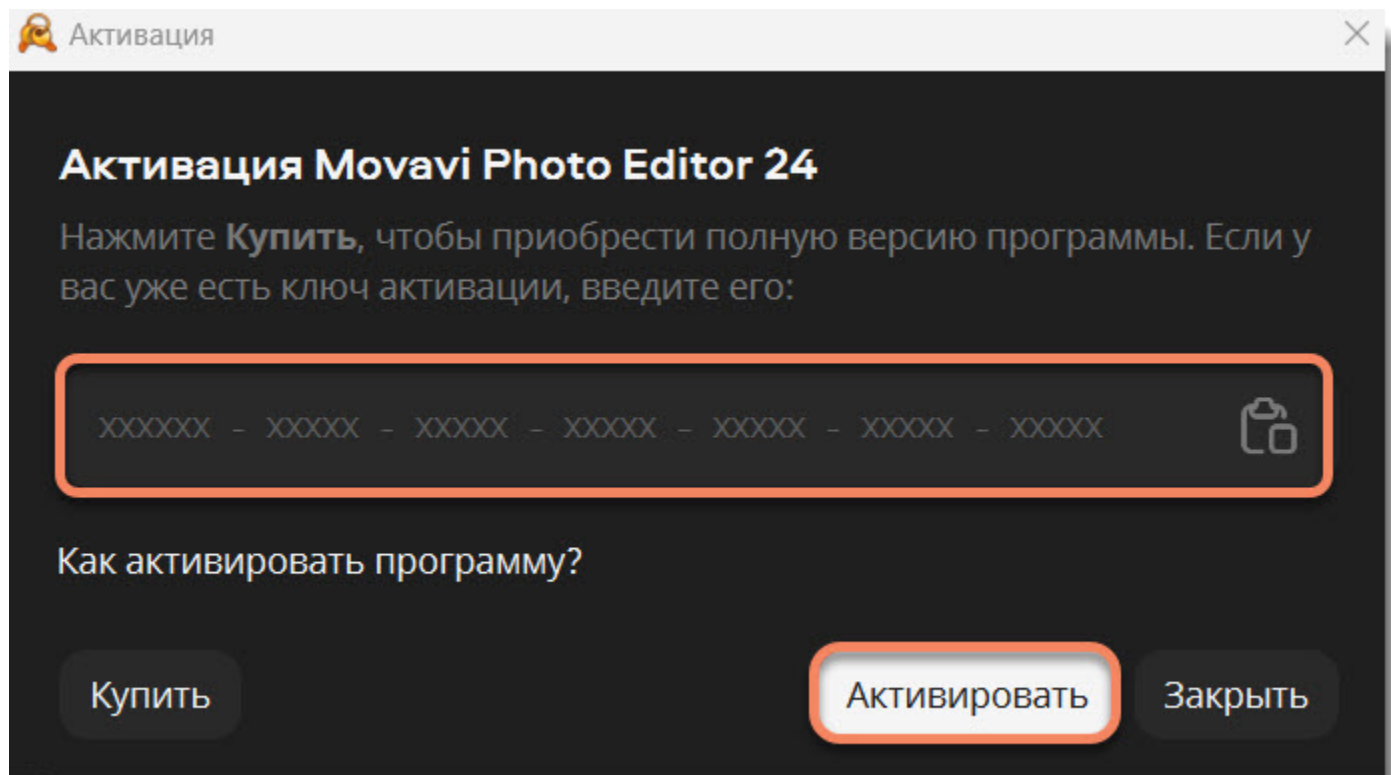 Активация
Активация Movavi Photo Editor 24
Нажмите Купить, чтобы приобрести полную версию программы. Если у
вас уже есть ключ активации, введите его:
XXXXXX - XXXXX - XXXXX - XXXXX - XXXXX - XXXXX - XXXXX
Как активировать программу?
Купить Активировать Закрыть